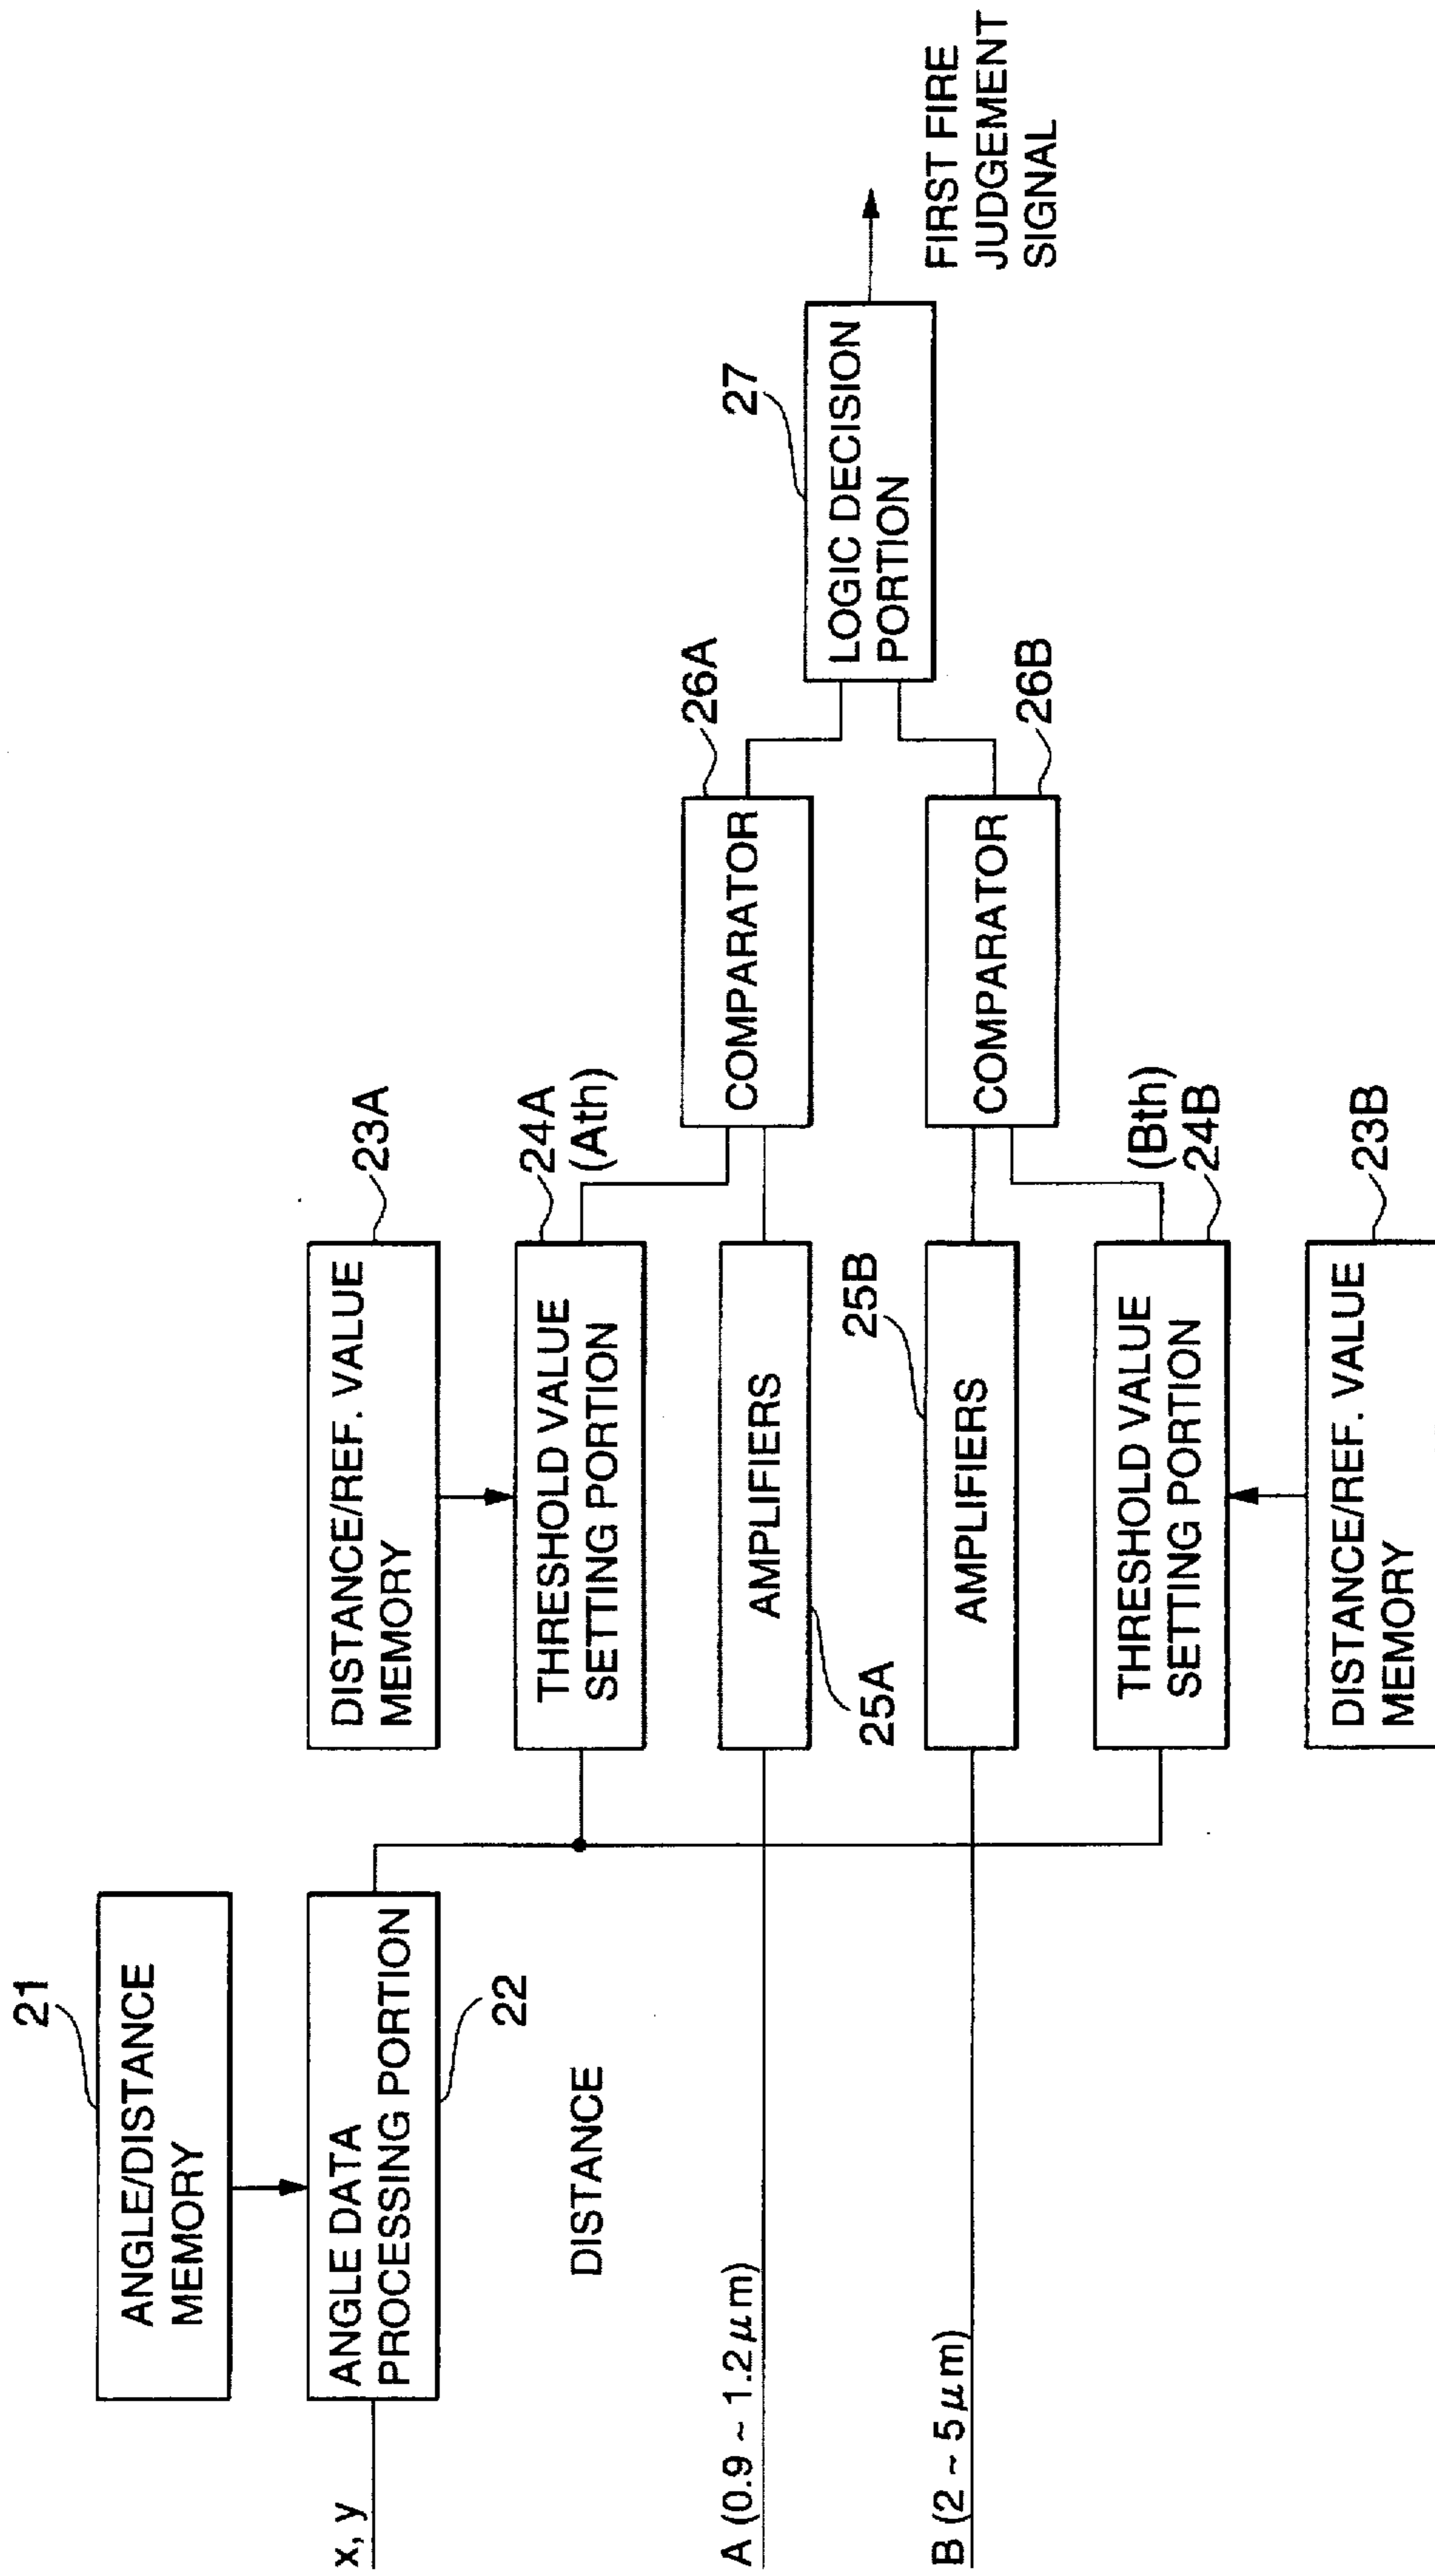 21
ANGLE/DISTANCE
MEMORY
x, y
ANGLE DATA
PROCESSING PORTION
22
DISTANCE
A (0.9 ~ 1.2 μm)
B (2 ~ 5 μm)
DISTANCE/REF. VALUE
MEMORY
23A
THRESHOLD VALUE
SETTING PORTION
24A
(Ath)
AMPLIFIERS
25A
AMPLIFIERS
25B
THRESHOLD VALUE
SETTING PORTION
(Bth)
24B
DISTANCE/REF. VALUE
MEMORY
23B
COMPARATOR
26A
COMPARATOR
26B
LOGIC DECISION
PORTION
27
FIRST FIRE
JUDGEMENT
SIGNAL